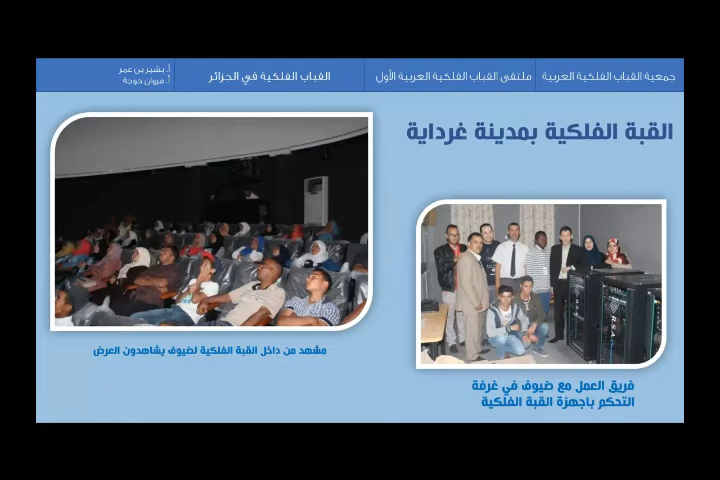 جمعية القباب الفلكية العربية
ملتقى القباب الفلكية العربية الأول
القباب الفلكية في الجزائر
أ. بشير بن عمر
أ. مروان خوجة
القبة الفلكية بمدينة غرداية
مشهد من داخل القبة الفلكية لضيوف يشاهدون العرض
RSA
فريق العمل مع ضيوف في غرفة
التحكم باجهزة القبة الفلكية